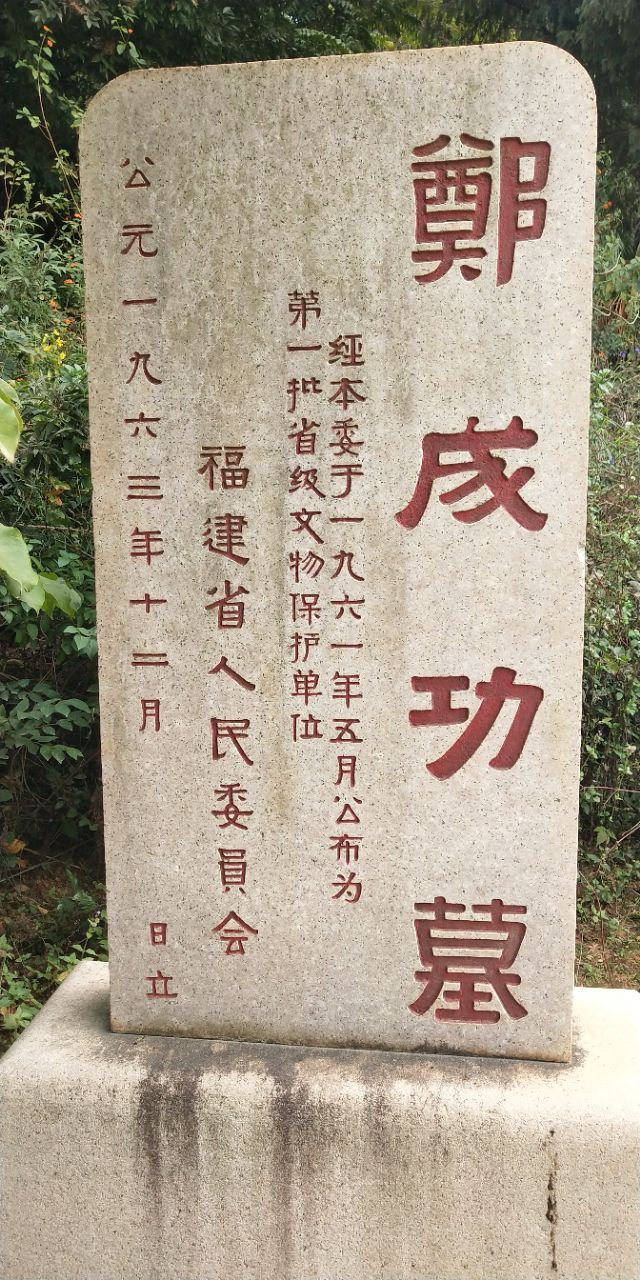 鄭成功墓
经本委于一九六一年五月公布为
第一批省级文物保护单位
福建省人民委員会
公元一九六三年十二月 日立